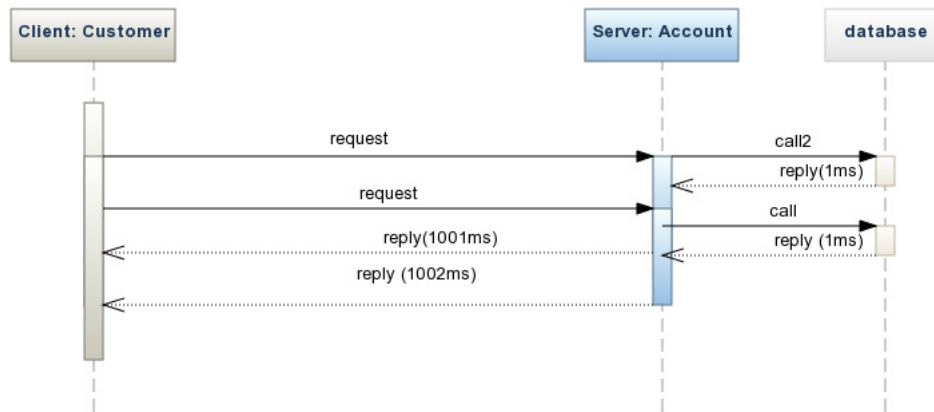 Client: Customer
Server: Account
database
request
call2
reply(1ms)
request
call
reply(1001ms)
reply (1ms)
reply (1002ms)